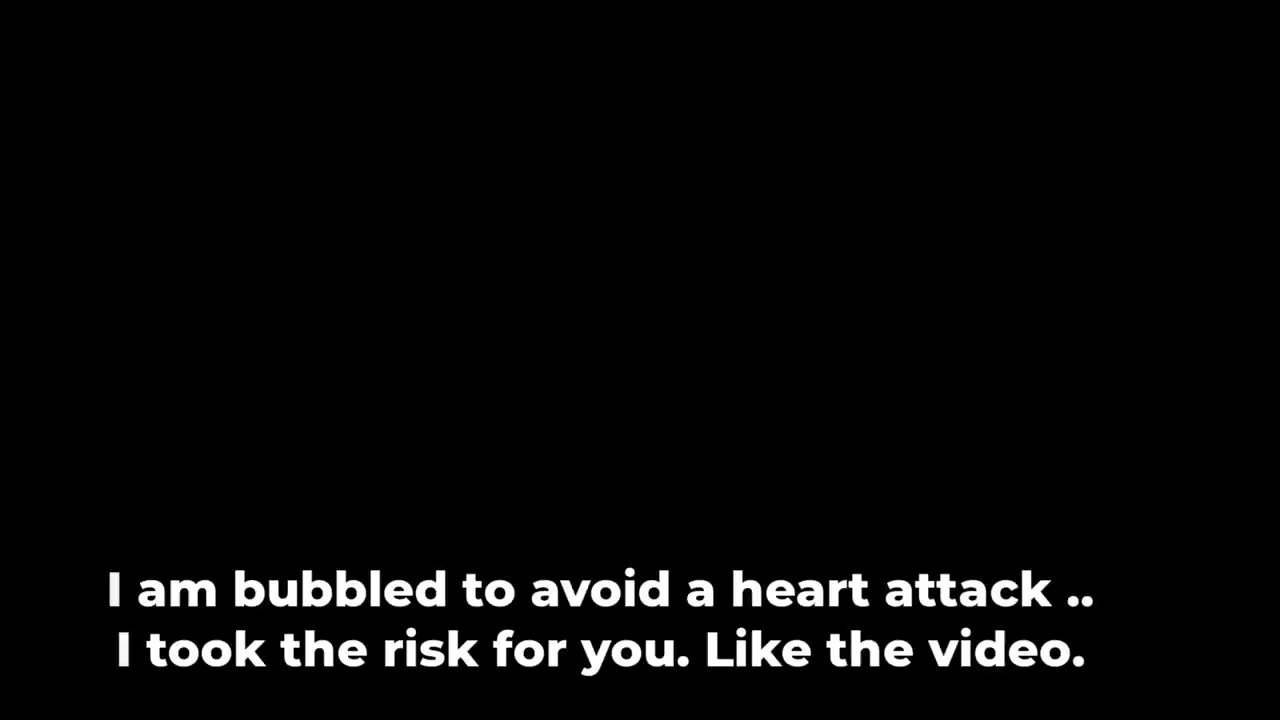 I am bubbled to avoid a heart attack ..
I took the risk for you. Like the video.